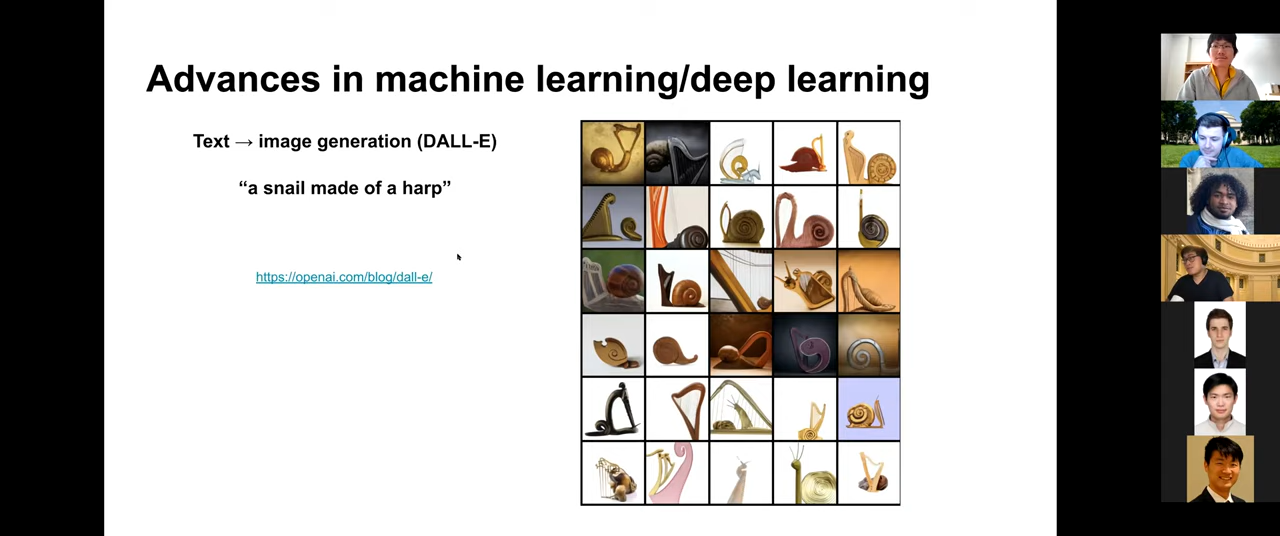 Advances in machine learning/deep learning
Text → image generation (DALL-E)
“a snail made of a harp”
https://openai.com/blog/dall-e/